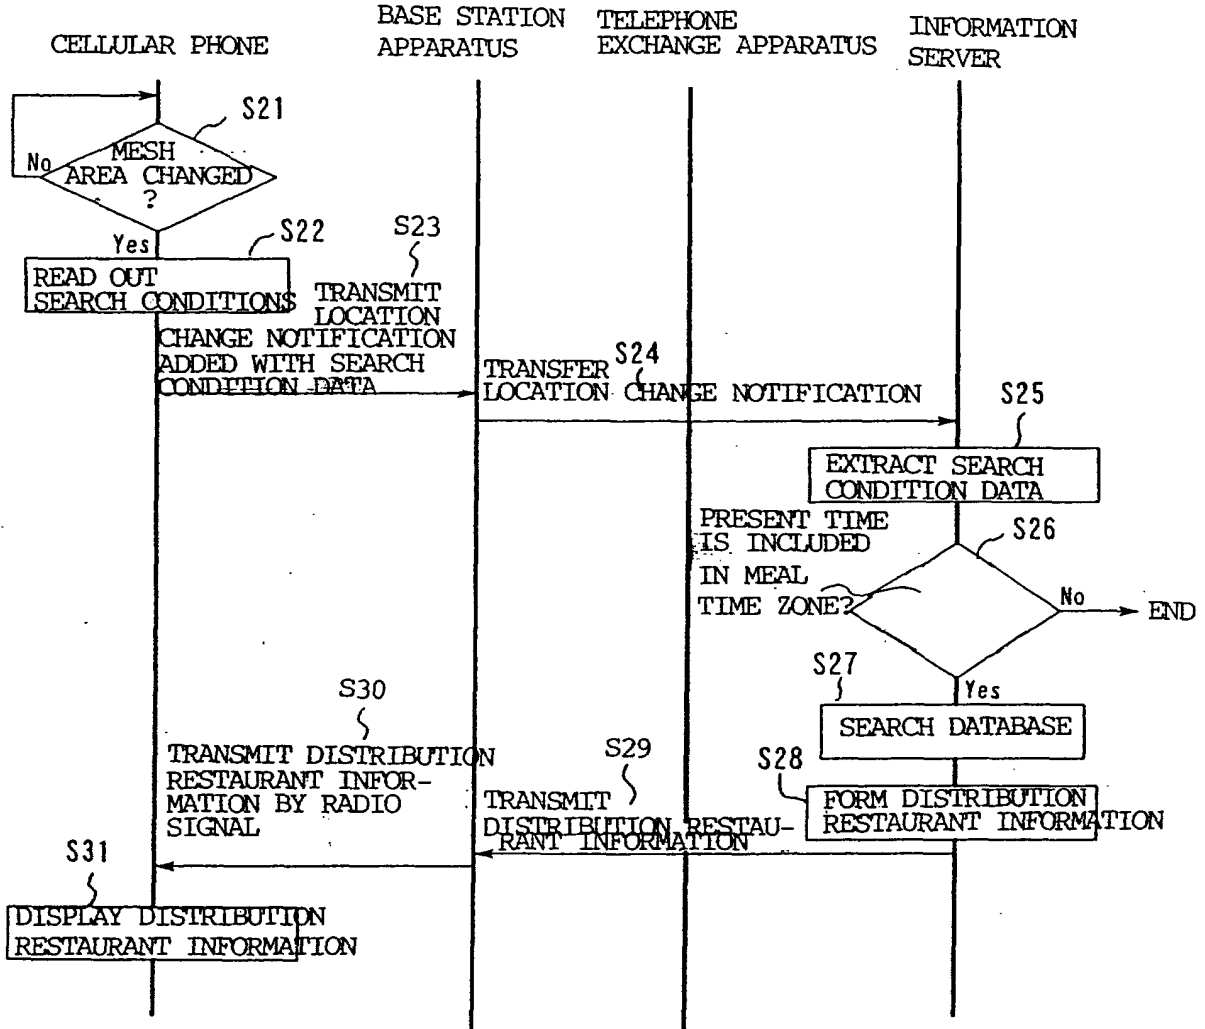 CELLULAR PHONE
BASE STATION
APPARATUS
TELEPHONE
EXCHANGE APPARATUS
INFORMATION
SERVER
S21
MESH
AREA CHANGED
?
No
Yes
S22
READ OUT
SEARCH CONDITIONS
S23
TRANSMIT
LOCATION
CHANGE NOTIFICATION
ADDED WITH SEARCH
CONDITION DATA
S24
TRANSFER
LOCATION CHANGE NOTIFICATION
S25
EXTRACT SEARCH
CONDITION DATA
PRESENT TIME
IS INCLUDED
IN MEAL
TIME ZONE?
S26
No
END
Yes
S27
SEARCH DATABASE
S28
FORM DISTRIBUTION
RESTAURANT INFORMATION
S29
TRANSMIT
DISTRIBUTION RESTAU-
RANT INFORMATION
S30
TRANSMIT DISTRIBUTION
RESTAURANT INFOR-
MATION BY RADIO
SIGNAL
S31
DISPLAY DISTRIBUTION
RESTAURANT INFORMATION